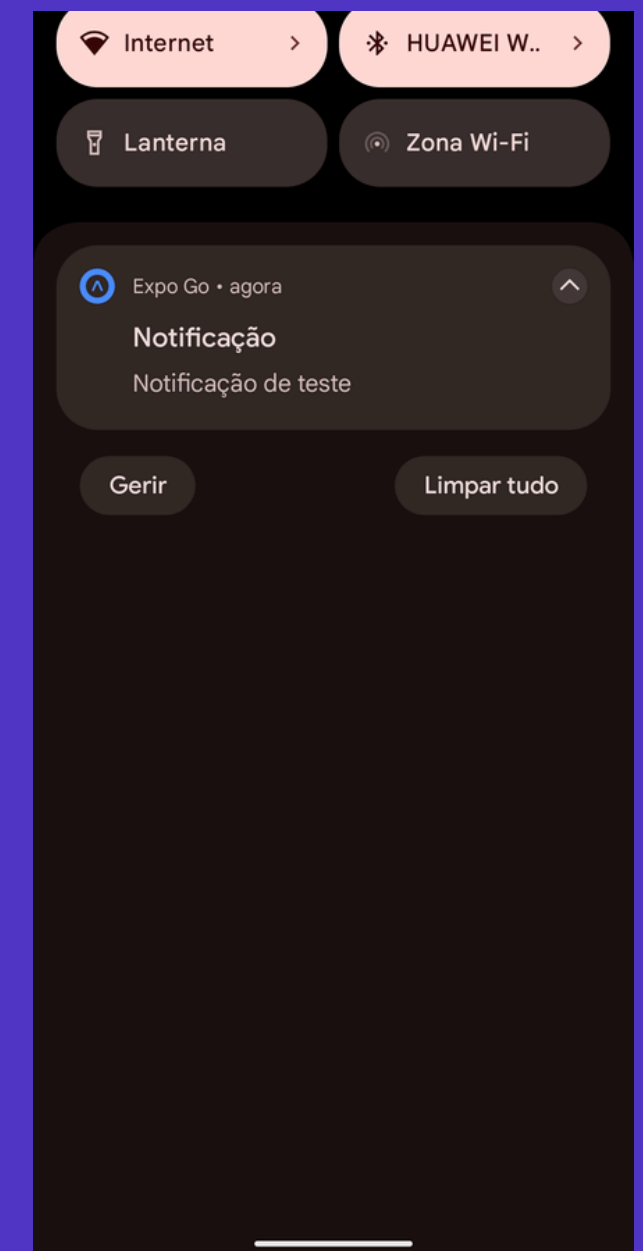 Internet
HUAWEI W..
Lanterna
Zona Wi-Fi
Expo Go • agora
Notificação
Notificação de teste
Gerir
Limpar tudo